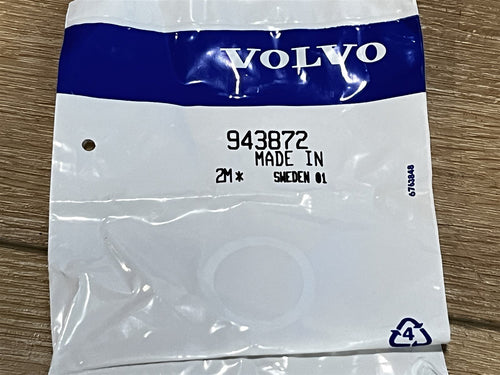 VOLVO
943872
MADE IN
2M* SWEDEN 01
6763848
4